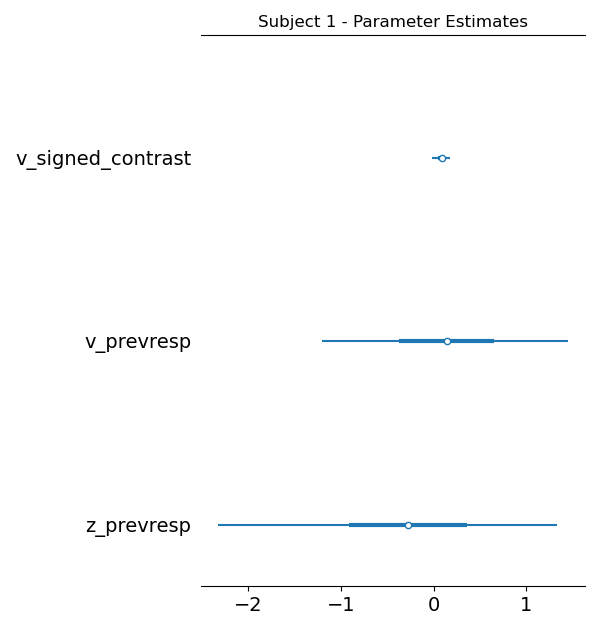 Subject 1 - Parameter Estimates
v_signed_contrast
v_prevresp
z_prevresp
−2 −1 0 1